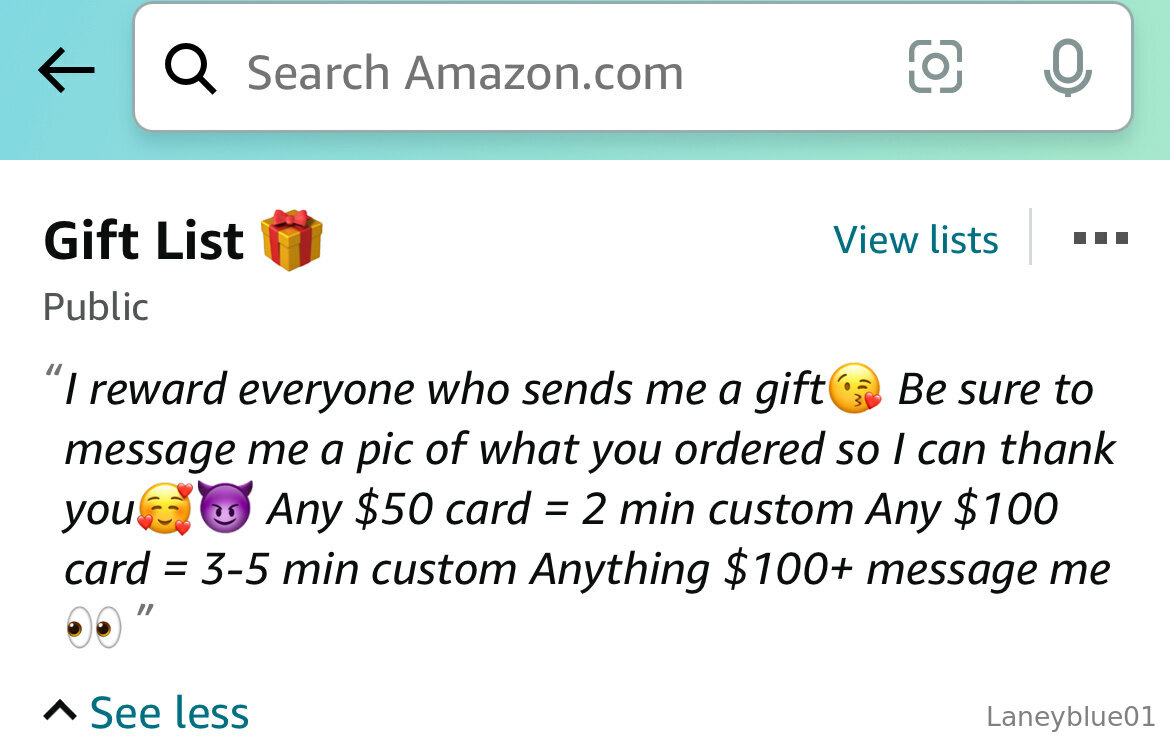 Search Amazon.com
Gift List 🎁
View lists
Public
“I reward everyone who sends me a gift😘 Be sure to
message me a pic of what you ordered so I can thank
you🥰😈 Any $50 card = 2 min custom Any $100
card = 3-5 min custom Anything $100+ message me
👀 ”
See less
Laneyblue01